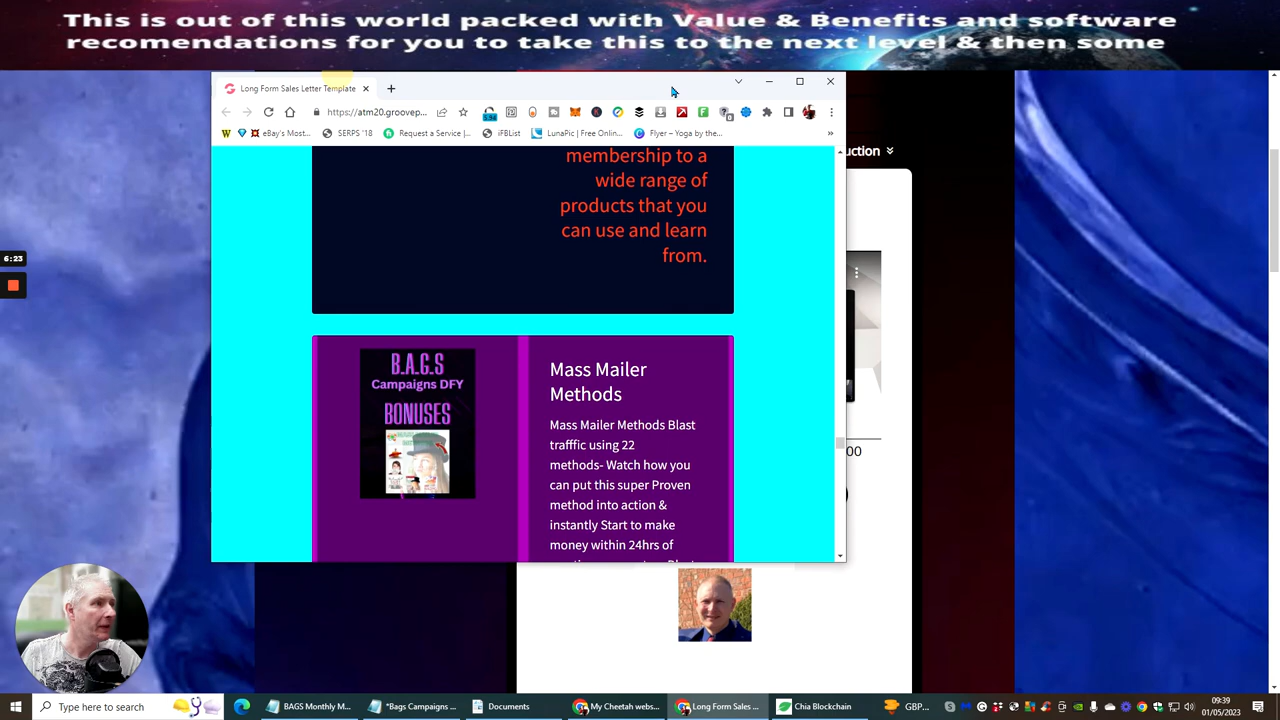 This is out of this world packed with Value & Benefits and software
recomendations for you to take this to the next level & then some
Long Form Sales Letter Template
https://atm20.groovep...
5.94
0
eBay's Most...
SERPS '18
Request a Service |...
iFBList
LunaPic | Free Onlin...
Flyer – Yoga by the...
»
uction
membership to a
wide range of
products that you
can use and learn
from.
6:23
B.A.G.S
Campaigns DFY
BONUSES
Mass Mailer
Methods
Mass Mailer Methods Blast
trafffic using 22
methods- Watch how you
can put this super Proven
method into action &
instantly Start to make
money within 24hrs of
00
Type here to search
BAGS Monthly M...
*Bags Campaigns ...
Documents
My Cheetah webs...
Long Form Sales ...
Chia Blockchain
GBP...
09:39
01/05/2023